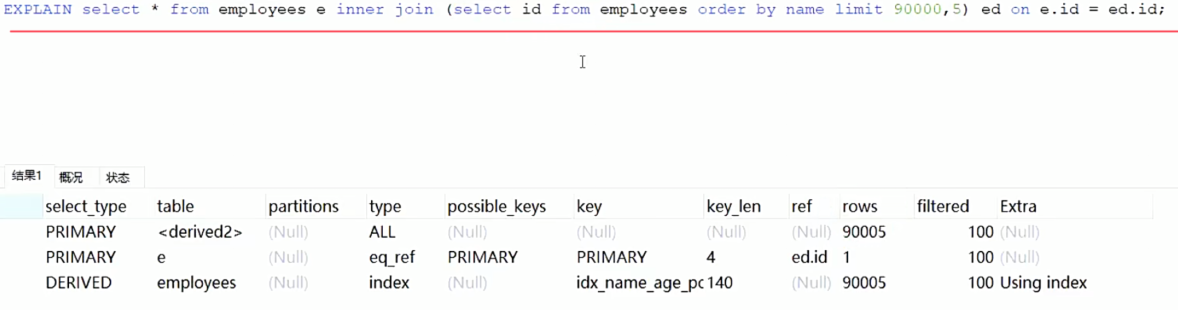 EXPLAIN select * from employees e inner join (select id from employees order by name limit 90000,5) ed on e.id = ed.id;
结果1 概况 状态
select_type table partitions type possible_keys key key_len ref rows filtered Extra
PRIMARY <derived2> (Null) ALL (Null) (Null) (Null) (Null) 90005 100 (Null)
PRIMARY e (Null) eq_ref PRIMARY PRIMARY 4 ed.id 1 100 (Null)
DERIVED employees (Null) index (Null) idx_name_age_pc 140 (Null) 90005 100 Using index